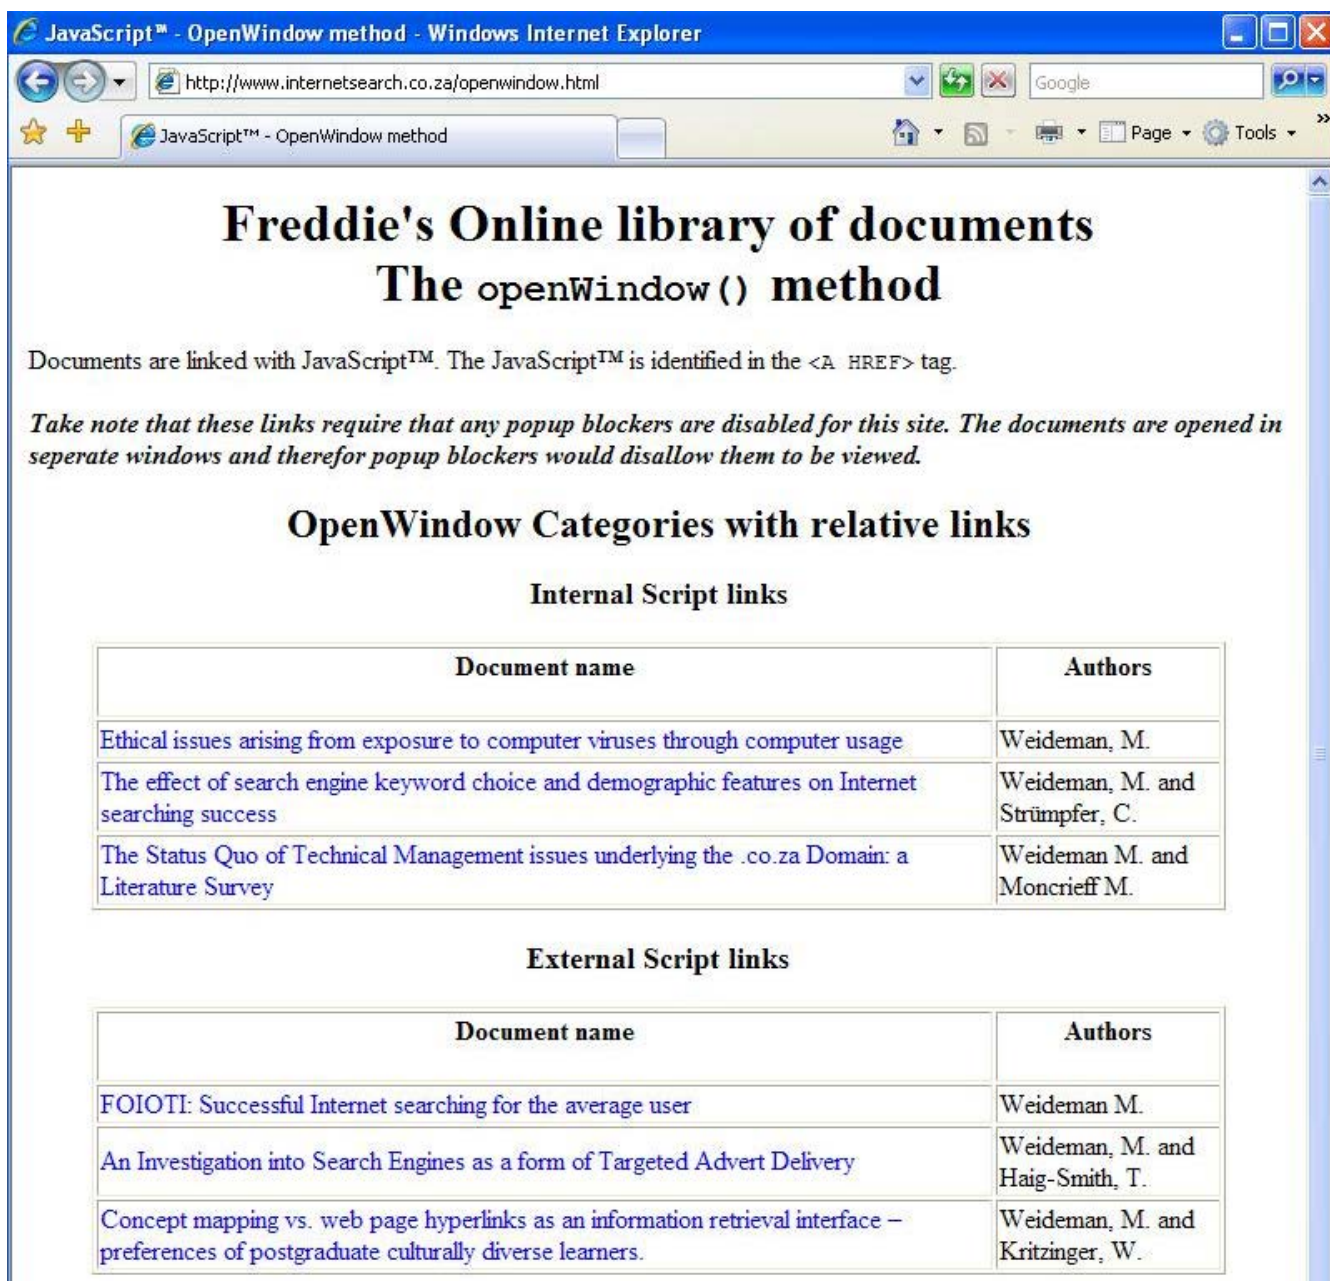 JavaScript™ - OpenWindow method - Windows Internet Explorer
http://www.internetsearch.co.za/openwindow.html
Google
JavaScript™ - OpenWindow method
Page
Tools
»
Freddie's Online library of documents
The openWindow() method
Documents are linked with JavaScript™. The JavaScript™ is identified in the <A HREF> tag.
Take note that these links require that any popup blockers are disabled for this site. The documents are opened in
seperate windows and therefor popup blockers would disallow them to be viewed.
OpenWindow Categories with relative links
Internal Script links
Document name
Authors
Ethical issues arising from exposure to computer viruses through computer usage
Weideman, M.
The effect of search engine keyword choice and demographic features on Internet
searching success
Weideman, M. and
Strümpfer, C.
The Status Quo of Technical Management issues underlying the .co.za Domain: a
Literature Survey
Weideman M. and
Moncrieff M.
External Script links
Document name
Authors
FOIOTI: Successful Internet searching for the average user
Weideman M.
An Investigation into Search Engines as a form of Targeted Advert Delivery
Weideman, M. and
Haig-Smith, T.
Concept mapping vs. web page hyperlinks as an information retrieval interface –
preferences of postgraduate culturally diverse learners.
Weideman, M. and
Kritzinger, W.